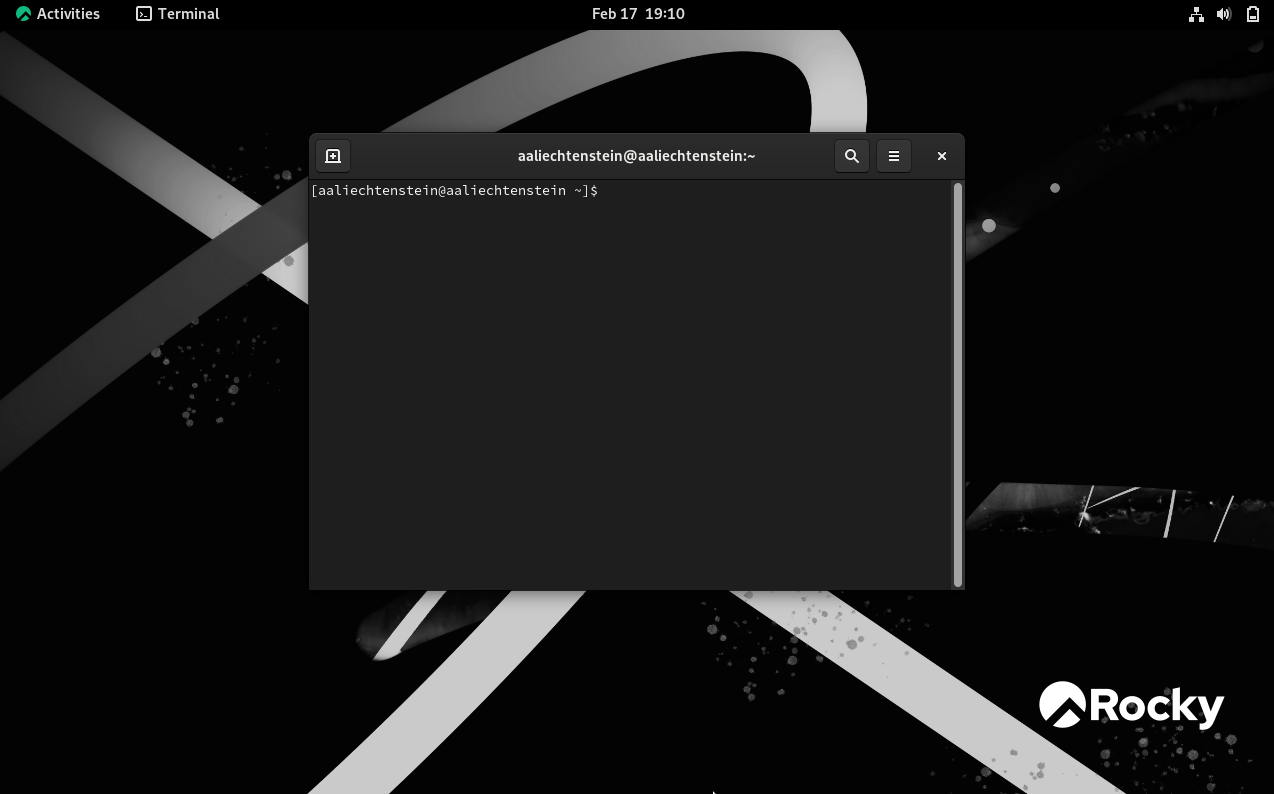 Activities
Terminal
Feb 17 19:10
aaliechtenstein@aaliechtenstein:~
[aaliechtenstein@aaliechtenstein ~]$
Rocky